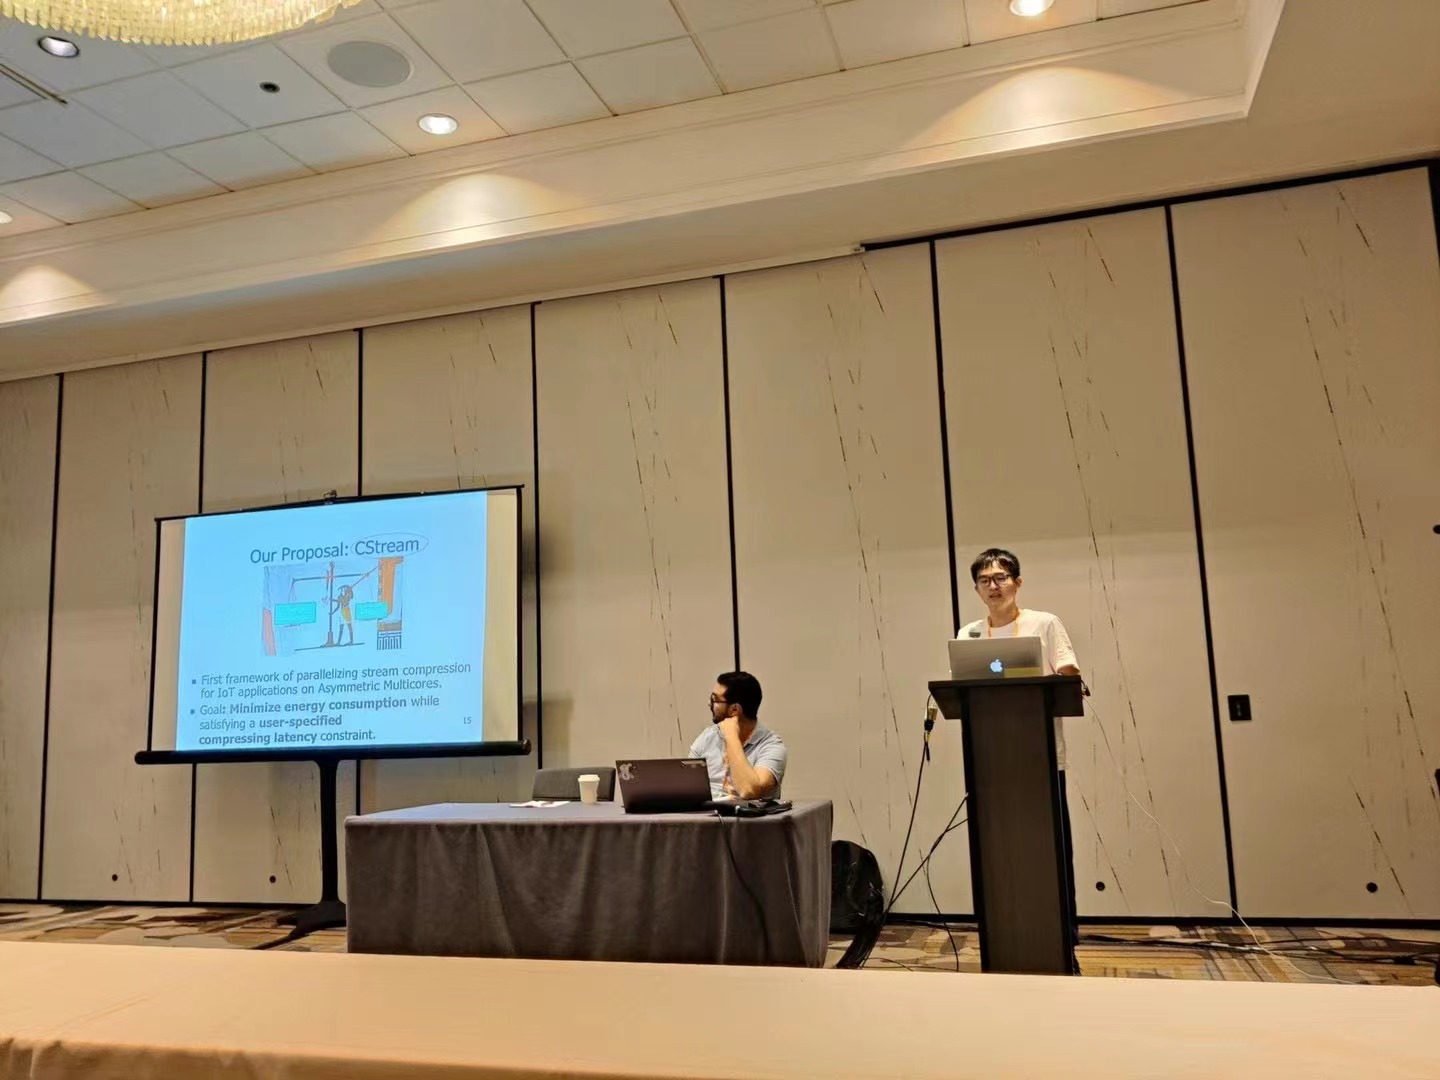 Our Proposal: CStream
▪ First framework of parallelizing stream compression
for IoT applications on Asymmetric Multicores.
▪ Goal: Minimize energy consumption while
satisfying a user-specified
compressing latency constraint.
15